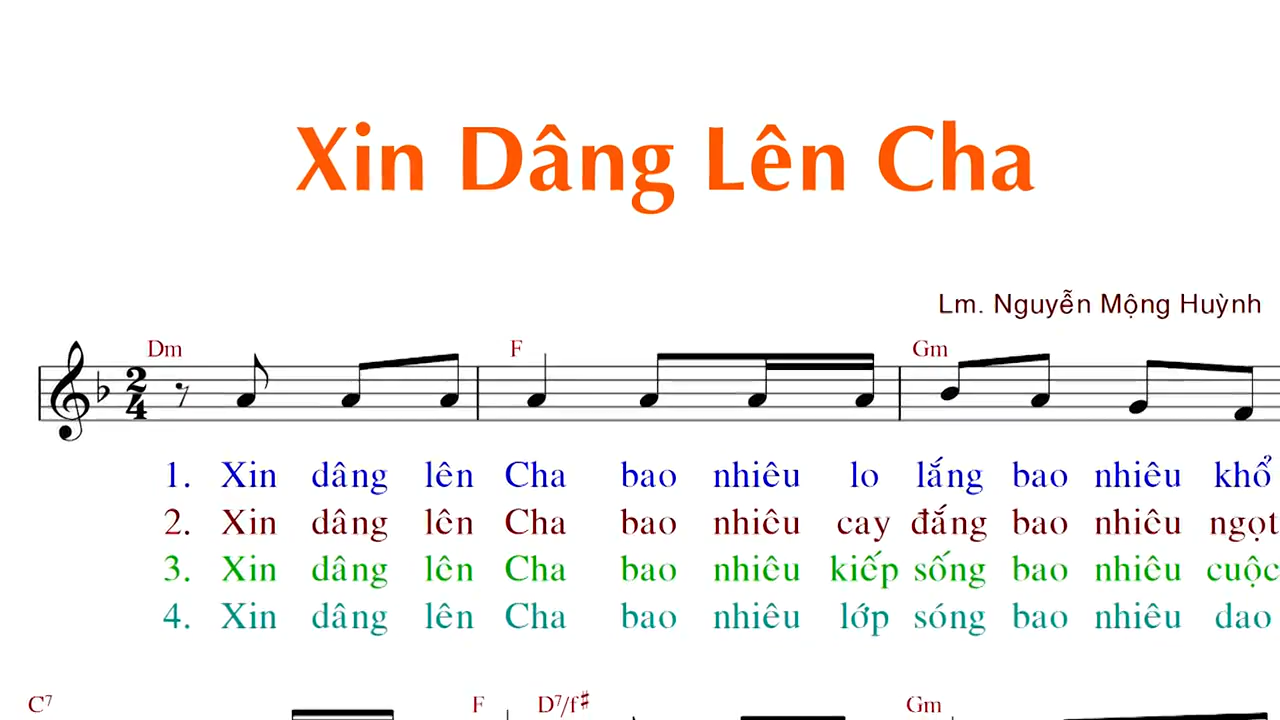 Xin Dâng Lên Cha
Lm. Nguyễn Mộng Huỳnh
Dm F Gm
2
4
1. Xin dâng lên Cha bao nhiêu lo lắng bao nhiêu khổ
2. Xin dâng lên Cha bao nhiêu cay đắng bao nhiêu ngọt
3. Xin dâng lên Cha bao nhiêu kiếp sống bao nhiêu cuộc
4. Xin dâng lên Cha bao nhiêu lớp sóng bao nhiêu dao
C7 F D7/f# Gm